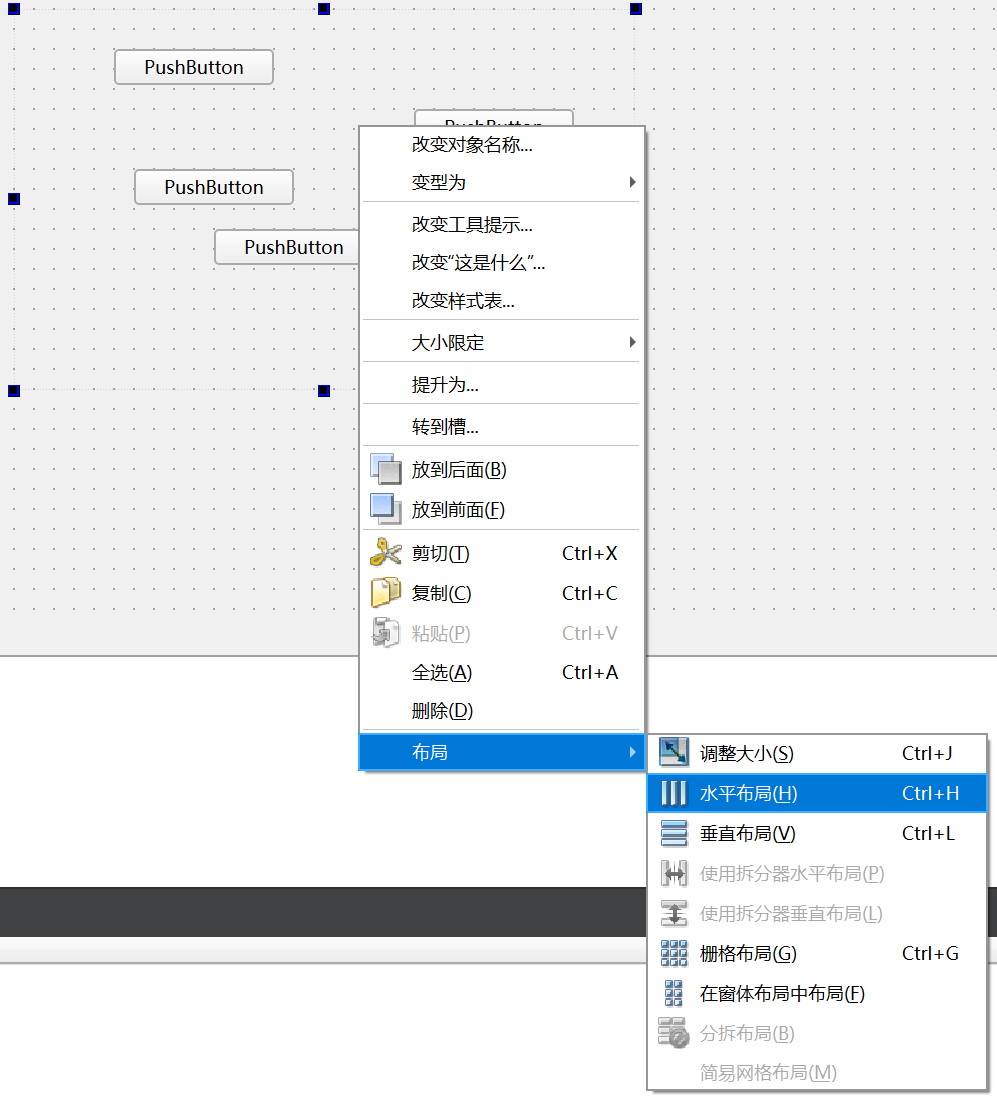 PushButton
PushButton
PushButton
PushButton
改变对象名称...
变型为
改变工具提示...
改变“这是什么”...
改变样式表...
大小限定
提升为...
转到槽...
放到后面(B)
放到前面(F)
剪切(T) Ctrl+X
复制(C) Ctrl+C
粘贴(P) Ctrl+V
全选(A) Ctrl+A
删除(D)
布局
调整大小(S) Ctrl+J
水平布局(H) Ctrl+H
垂直布局(V) Ctrl+L
使用拆分器水平布局(P)
使用拆分器垂直布局(L)
栅格布局(G) Ctrl+G
在窗体布局中布局(F)
分拆布局(B)
简易网格布局(M)